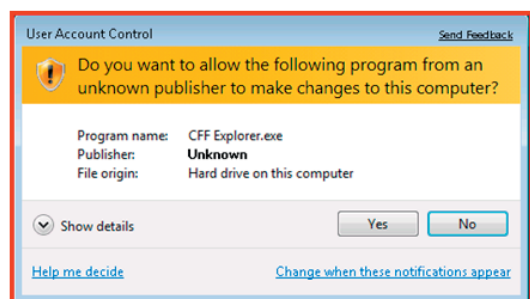 User Account Control
Send Feedback
Do you want to allow the following program from an
unknown publisher to make changes to this computer?
Program name: CFF Explorer.exe
Publisher: Unknown
File origin: Hard drive on this computer
Show details
Yes
No
Help me decide
Change when these notifications appear